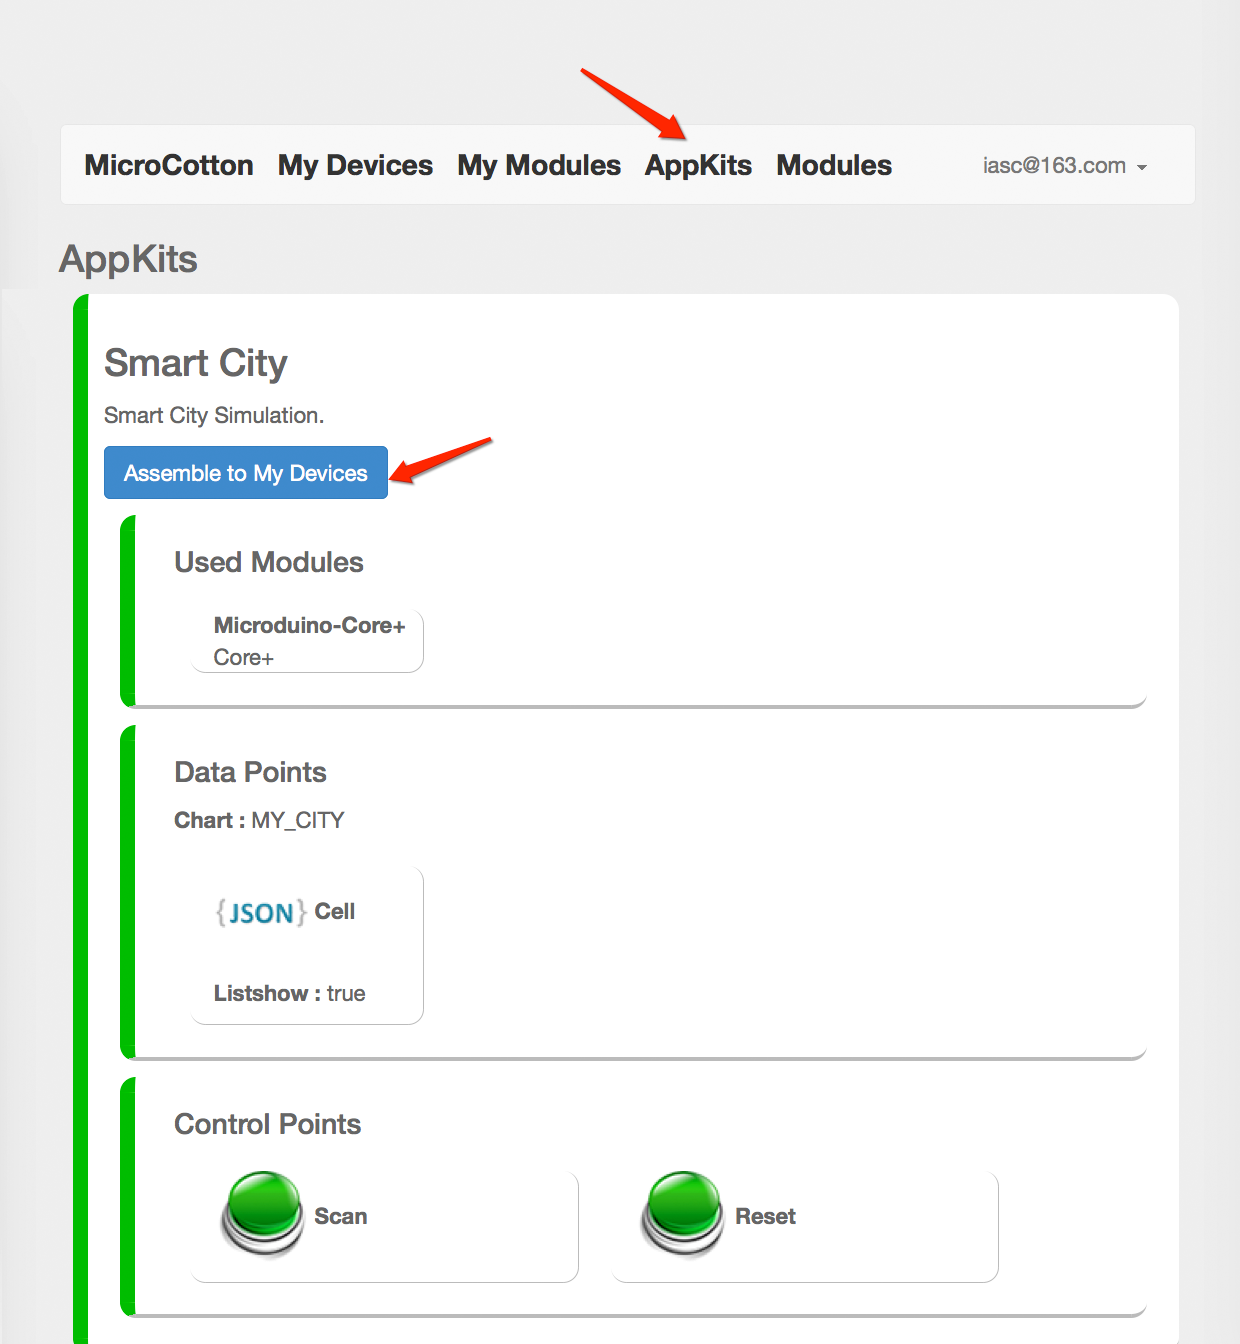 MicroCotton My Devices My Modules AppKits Modules iasc@163.com
AppKits
Smart City
Smart City Simulation.
Assemble to My Devices
Used Modules
Microduino-Core+
Core+
Data Points
Chart : MY_CITY
{JSON} Cell
Listshow : true
Control Points
Scan Reset